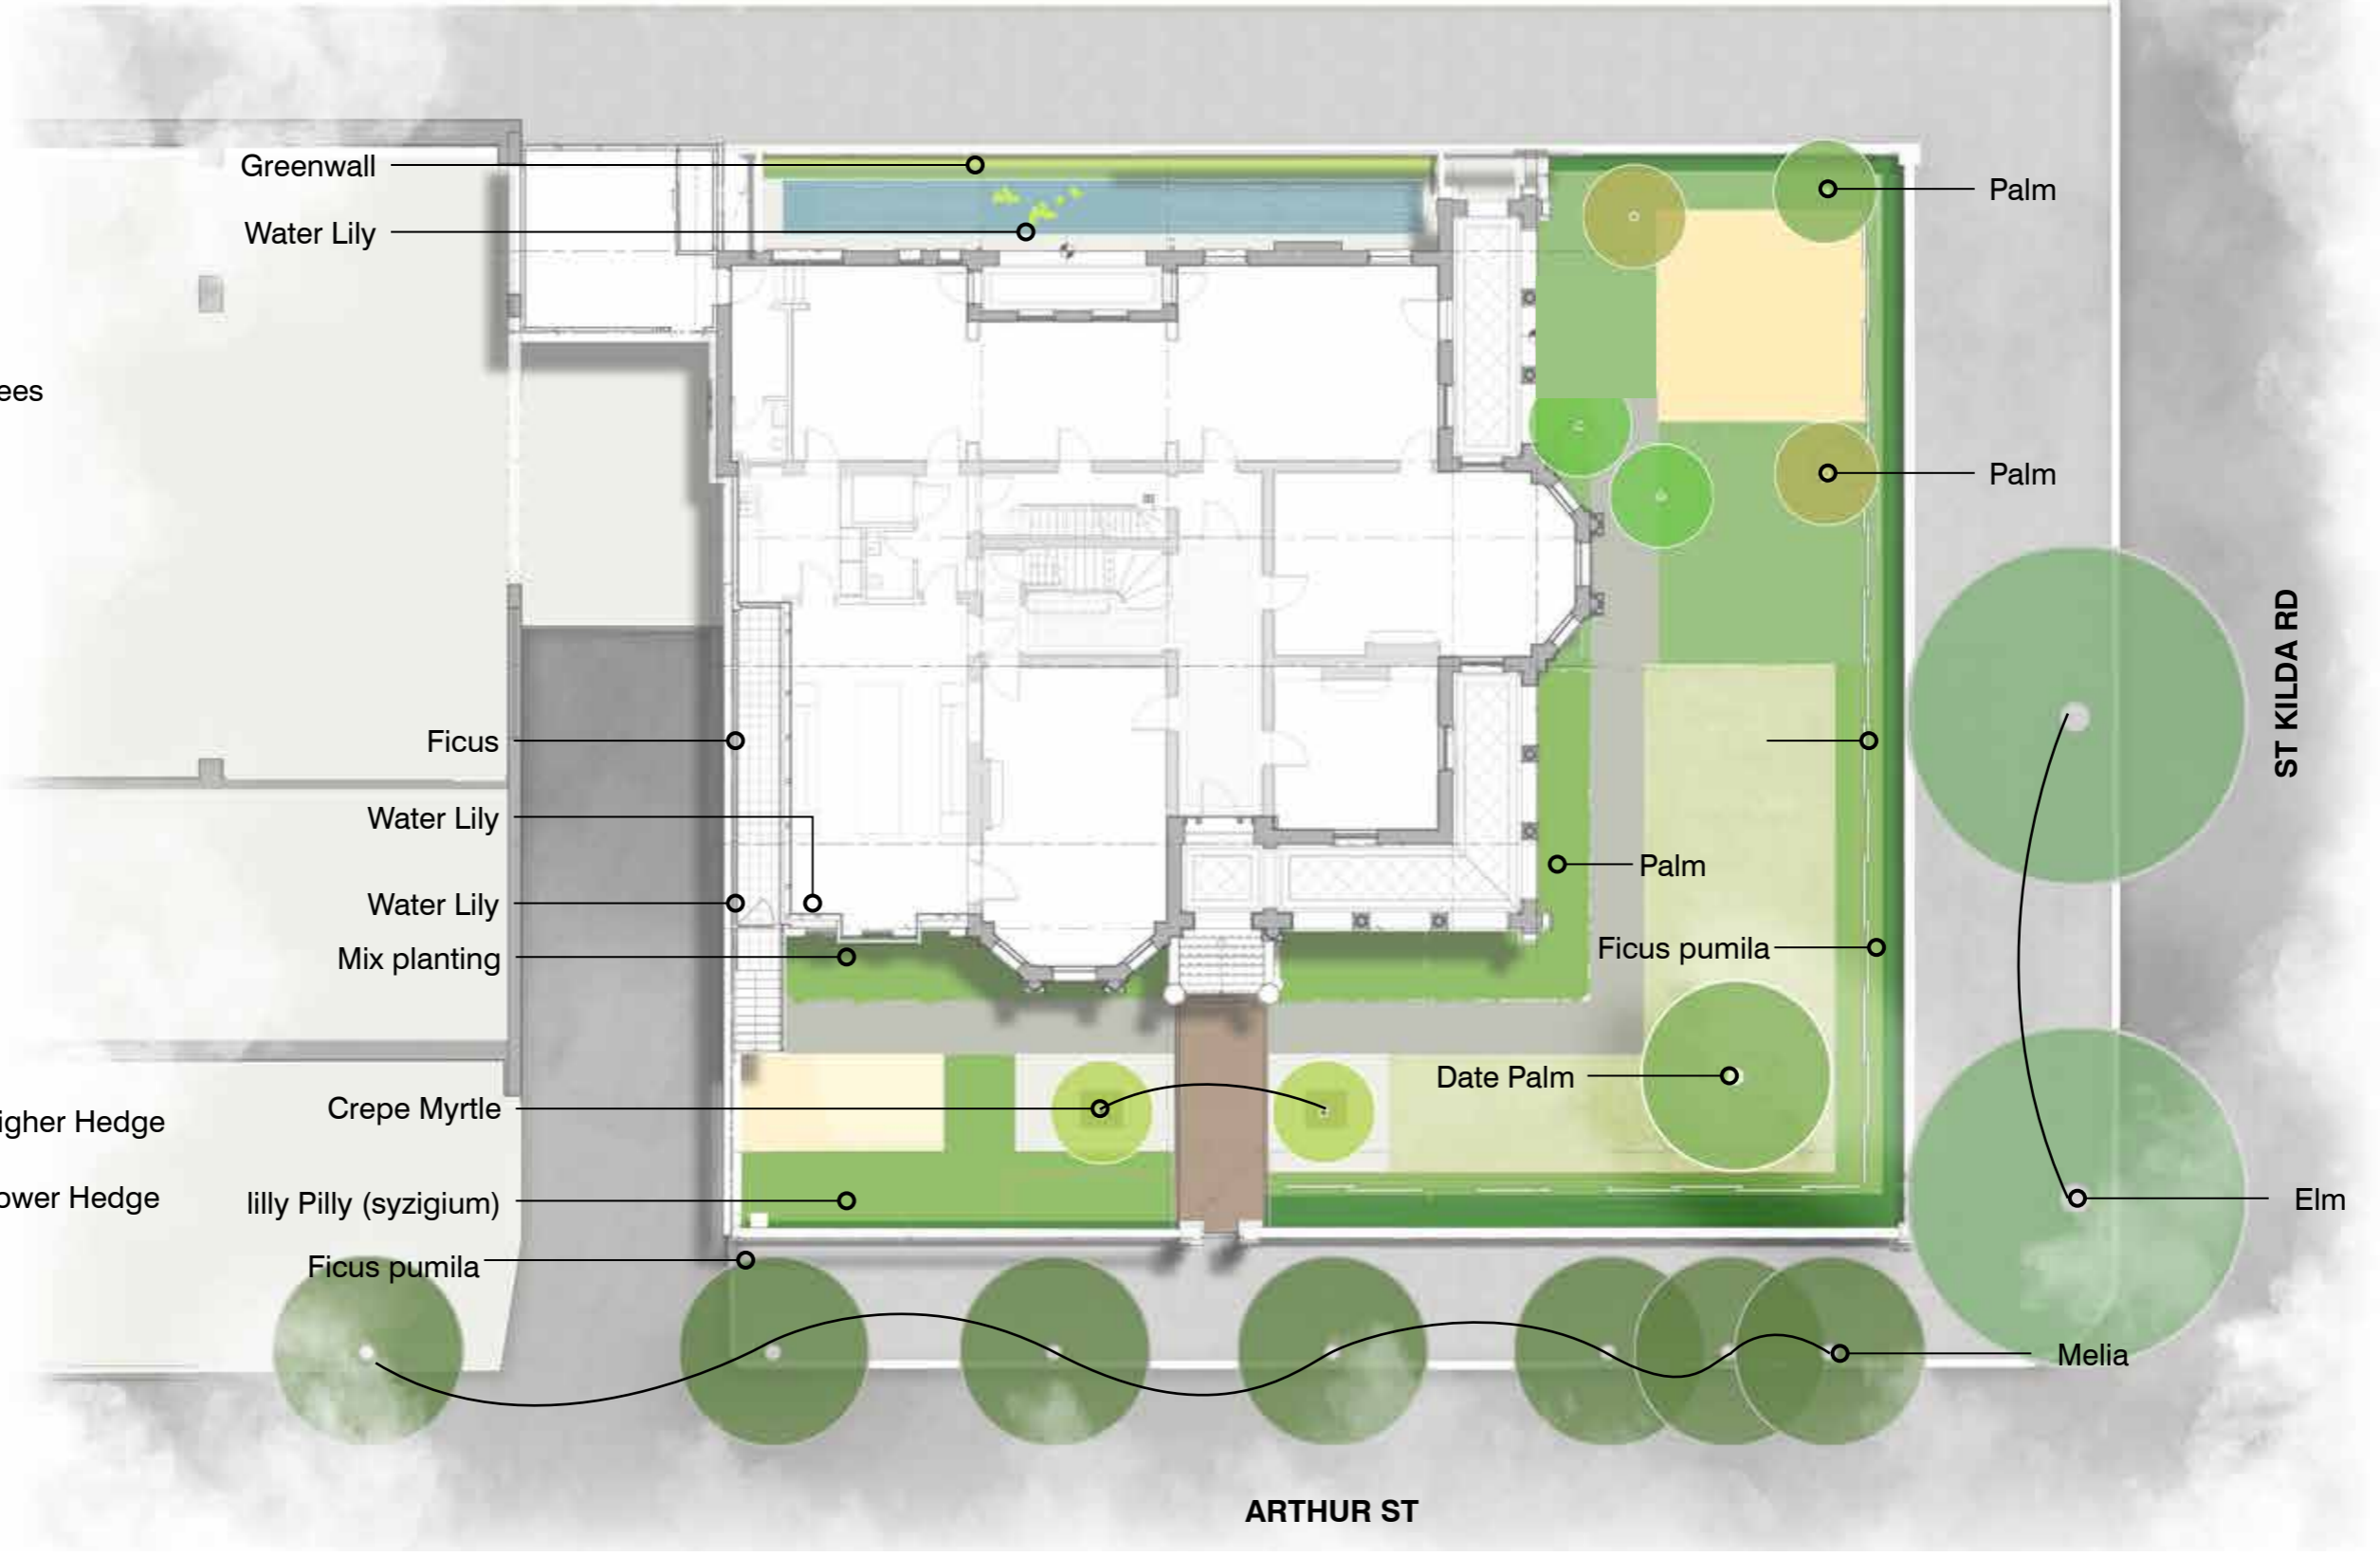 Greenwall
Palm
Water Lily
ees
Palm
ST KILDA RD
Ficus
Water Lily
Palm
Water Lily
Ficus pumila
Mix planting
Date Palm
Crepe Myrtle
igher Hedge
ower Hedge
lilly Pilly (syzigium)
Elm
Ficus pumila
Melia
ARTHUR ST